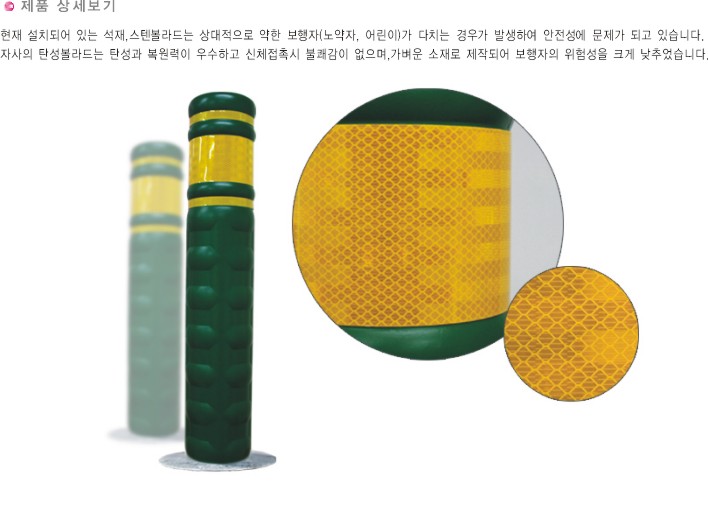 제품 상세보기
현재 설치되어 있는 석재,스텐볼라드는 상대적으로 약한 보행자(노약자, 어린이)가 다치는 경우가 발생하여 안전성에 문제가 되고 있습니다.
자사의 탄성볼라드는 탄성과 복원력이 우수하고 신체접촉시 불쾌감이 없으며,가벼운 소재로 제작되어 보행자의 위험성을 크게 낮추었습니다.